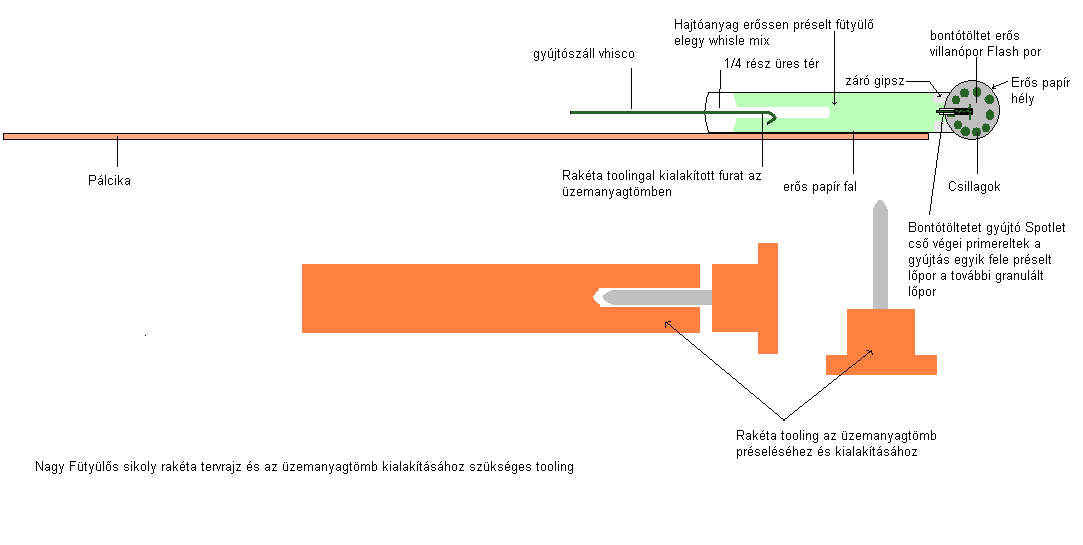 Hajtóanyag erőssen préselt fütyülő
elegy whisle mix
bontótöltet erős
villanópor Flash por
gyújtószáll vhisco
1/4 rész üres tér
záró gipsz
Erős papír
hély
Pálcika
Rakéta toolingal kialakított furat az
üzemanyagtömben
erős papír fal
Csillagok
Bontótöltetet gyújtó Spotlet
cső végei primereltek a
gyújtás egyik fele préselt
lőpor a további granulált
lőpor
Rakéta tooling az üzemanyagtömb
préseléséhez és kialakításához
Nagy Fütyülős sikoly rakéta tervrajz és az üzemanyagtömb kialakításához szükséges tooling